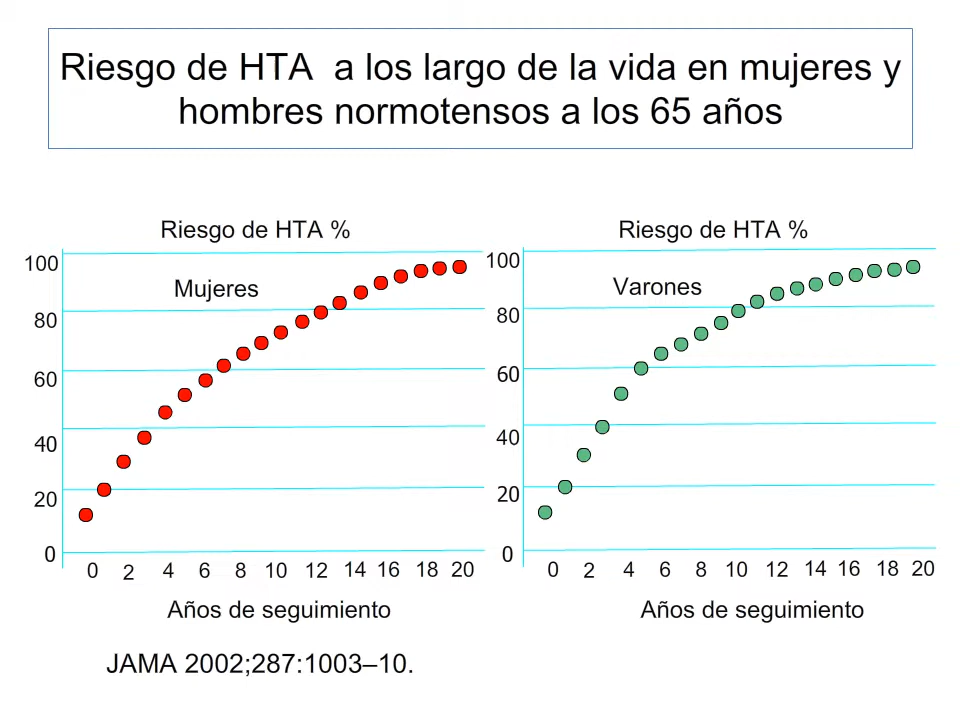 Riesgo de HTA  a los largo de la vida en mujeres y
hombres normotensos a los 65 años
Riesgo de HTA %
100
80
60
40
20
0
Mujeres
0 2 4 6 8 10 12 14 16 18 20
Años de seguimiento
Riesgo de HTA %
100
80
60
40
20
0
Varones
0 2 4 6 8 10 12 14 16 18 20
Años de seguimiento
JAMA 2002;287:1003–10.